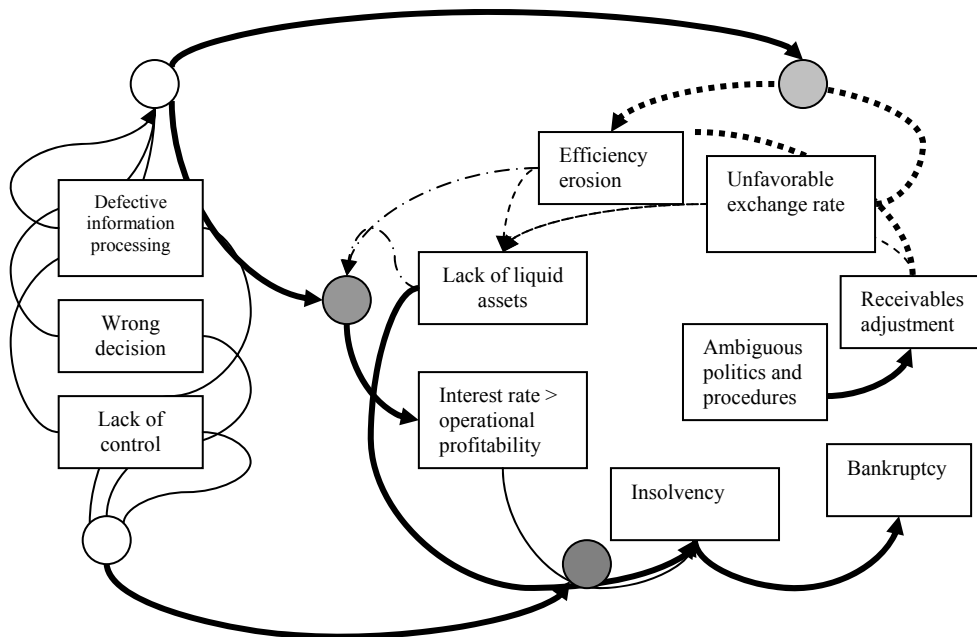 Efficiency
erosion
Unfavorable
exchange rate
Defective
information
processing
Lack of liquid
assets
Receivables
adjustment
Wrong
decision
Ambiguous
politics and
procedures
Interest rate >
operational
profitability
Lack of
control
Insolvency
Bankruptcy